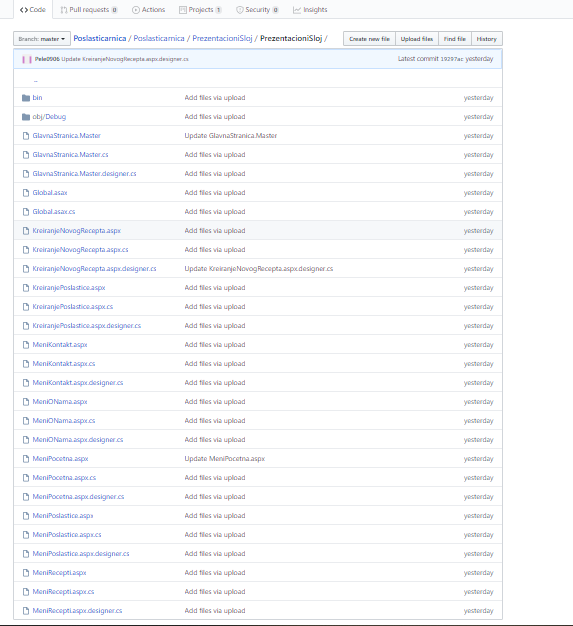 Code Pull requests 0 Actions Projects 1 Security 0 Insights
Branch: master Poslasticarnica / Poslasticarnica / PrezentacioniSloj / PrezentacioniSloj / Create new file Upload files Find file History
Pele0906 Update KreiranjeNovogRecepta.aspx.designer.cs Latest commit 19297ac yesterday
..
bin Add files via upload yesterday
obj/Debug Add files via upload yesterday
GlavnaStranica.Master Update GlavnaStranica.Master yesterday
GlavnaStranica.Master.cs Add files via upload yesterday
GlavnaStranica.Master.designer.cs Add files via upload yesterday
Global.asax Add files via upload yesterday
Global.asax.cs Add files via upload yesterday
KreiranjeNovogRecepta.aspx Add files via upload yesterday
KreiranjeNovogRecepta.aspx.cs Add files via upload yesterday
KreiranjeNovogRecepta.aspx.designer.cs Update KreiranjeNovogRecepta.aspx.designer.cs yesterday
KreiranjePoslastice.aspx Add files via upload yesterday
KreiranjePoslastice.aspx.cs Add files via upload yesterday
KreiranjePoslastice.aspx.designer.cs Add files via upload yesterday
MeniKontakt.aspx Add files via upload yesterday
MeniKontakt.aspx.cs Add files via upload yesterday
MeniKontakt.aspx.designer.cs Add files via upload yesterday
MeniONama.aspx Add files via upload yesterday
MeniONama.aspx.cs Add files via upload yesterday
MeniONama.aspx.designer.cs Add files via upload yesterday
MeniPocetna.aspx Update MeniPocetna.aspx yesterday
MeniPocetna.aspx.cs Add files via upload yesterday
MeniPocetna.aspx.designer.cs Add files via upload yesterday
MeniPoslastice.aspx Add files via upload yesterday
MeniPoslastice.aspx.cs Add files via upload yesterday
MeniPoslastice.aspx.designer.cs Add files via upload yesterday
MeniRecepti.aspx Add files via upload yesterday
MeniRecepti.aspx.cs Add files via upload yesterday
MeniRecepti.aspx.designer.cs Add files via upload yesterday